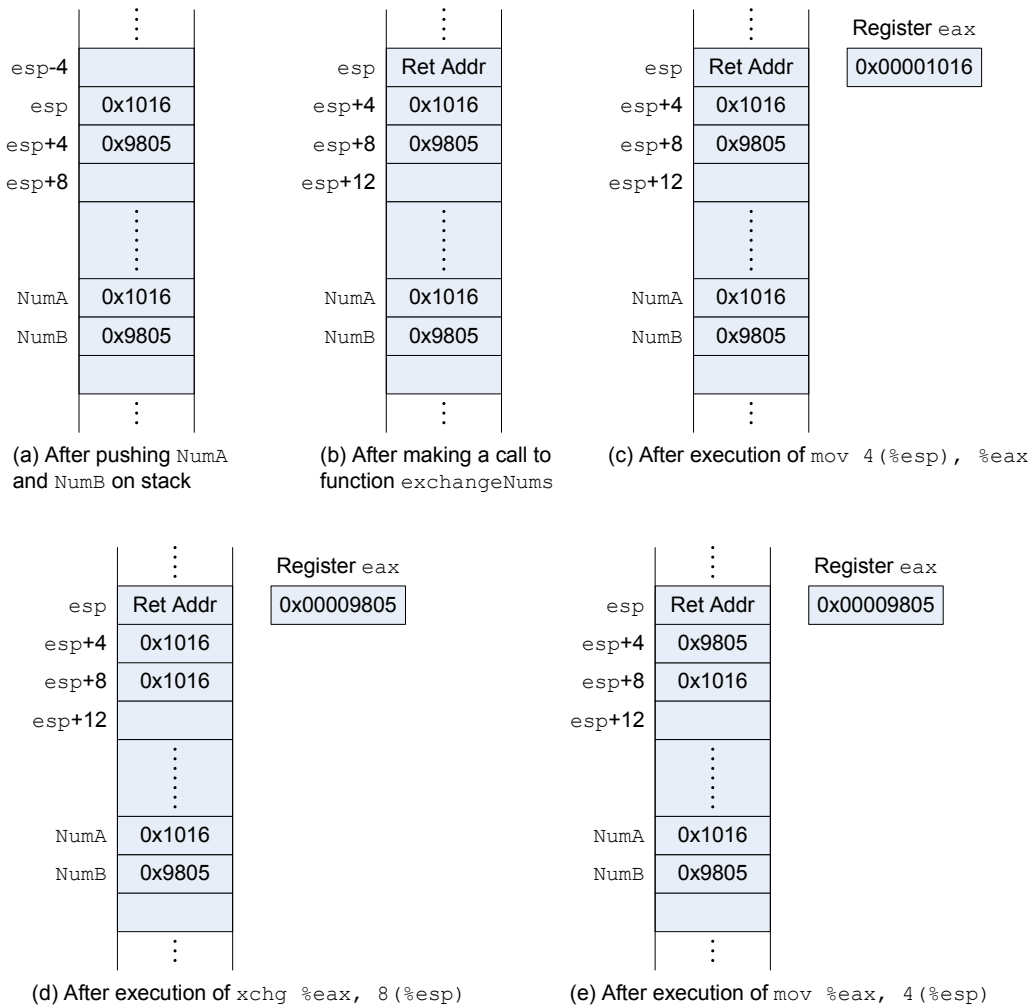 esp-4
esp 0x1016
esp+4 0x9805
esp+8
NumA 0x1016
NumB 0x9805
(a) After pushing NumA
and NumB on stack
esp Ret Addr
esp+4 0x1016
esp+8 0x9805
esp+12
NumA 0x1016
NumB 0x9805
(b) After making a call to
function exchangeNums
Register eax
esp Ret Addr 0x00001016
esp+4 0x1016
esp+8 0x9805
esp+12
NumA 0x1016
NumB 0x9805
(c) After execution of mov 4(%esp), %eax
Register eax
esp Ret Addr 0x00009805
esp+4 0x1016
esp+8 0x1016
esp+12
NumA 0x1016
NumB 0x9805
(d) After execution of xchg %eax, 8(%esp)
Register eax
esp Ret Addr 0x00009805
esp+4 0x9805
esp+8 0x1016
esp+12
NumA 0x1016
NumB 0x9805
(e) After execution of mov %eax, 4(%esp)